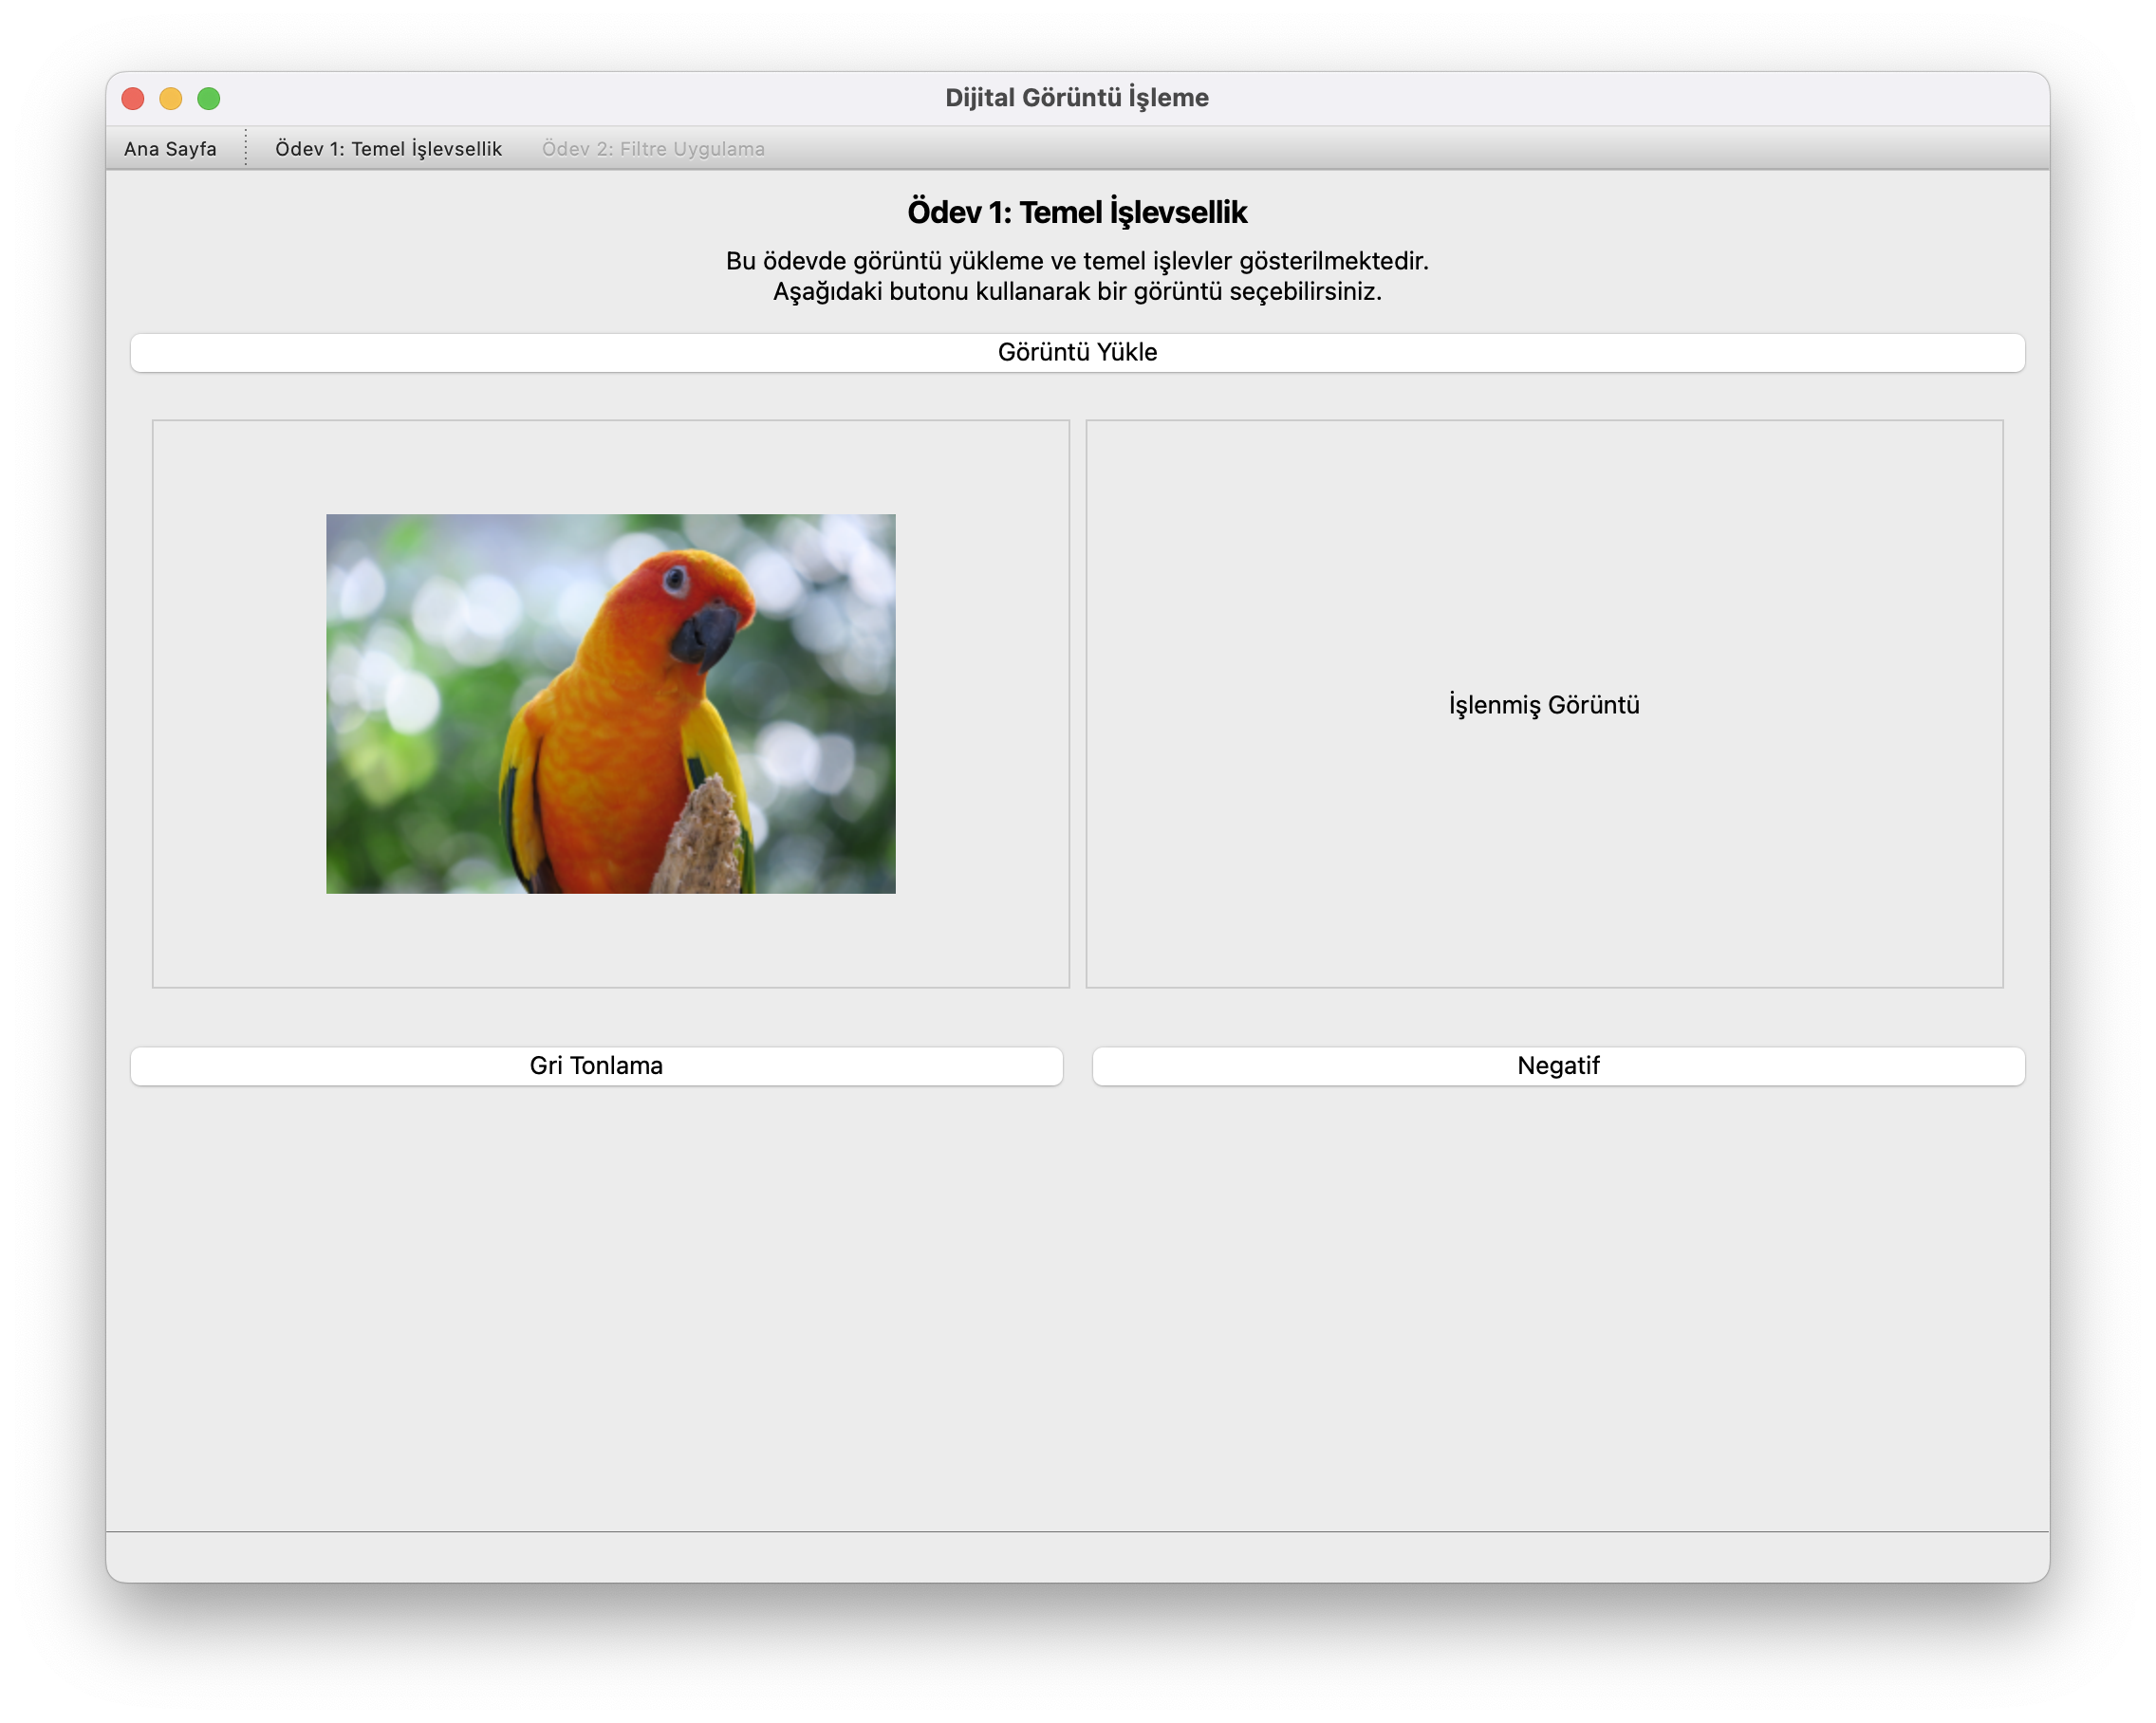 Dijital Görüntü İşleme
Ana Sayfa
Ödev 1: Temel İşlevsellik
Ödev 2: Filtre Uygulama
Ödev 1: Temel İşlevsellik
Bu ödevde görüntü yükleme ve temel işlevler gösterilmektedir.
Aşağıdaki butonu kullanarak bir görüntü seçebilirsiniz.
Görüntü Yükle
İşlenmiş Görüntü
Gri Tonlama
Negatif